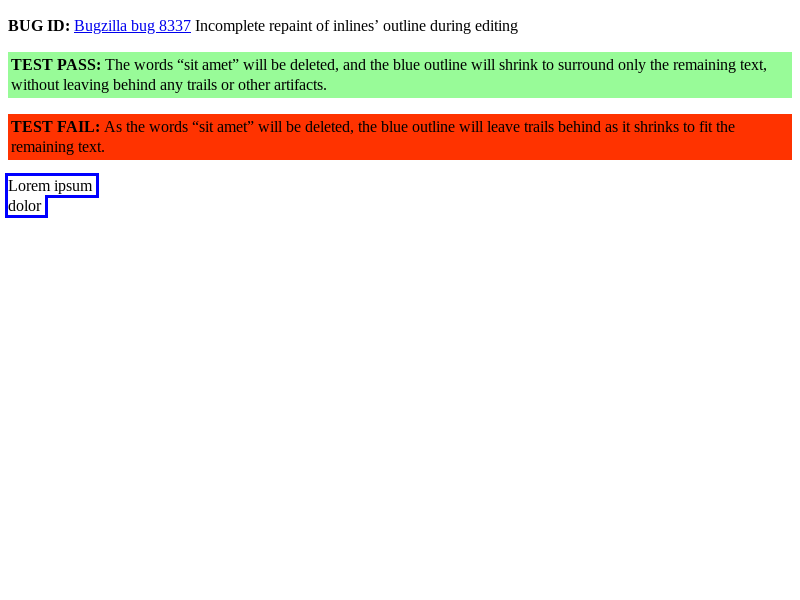 BUG ID: Bugzilla bug 8337 Incomplete repaint of inlines’ outline during editing
TEST PASS: The words “sit amet” will be deleted, and the blue outline will shrink to surround only the remaining text,
without leaving behind any trails or other artifacts.
TEST FAIL: As the words “sit amet” will be deleted, the blue outline will leave trails behind as it shrinks to fit the
remaining text.
Lorem ipsum
dolor